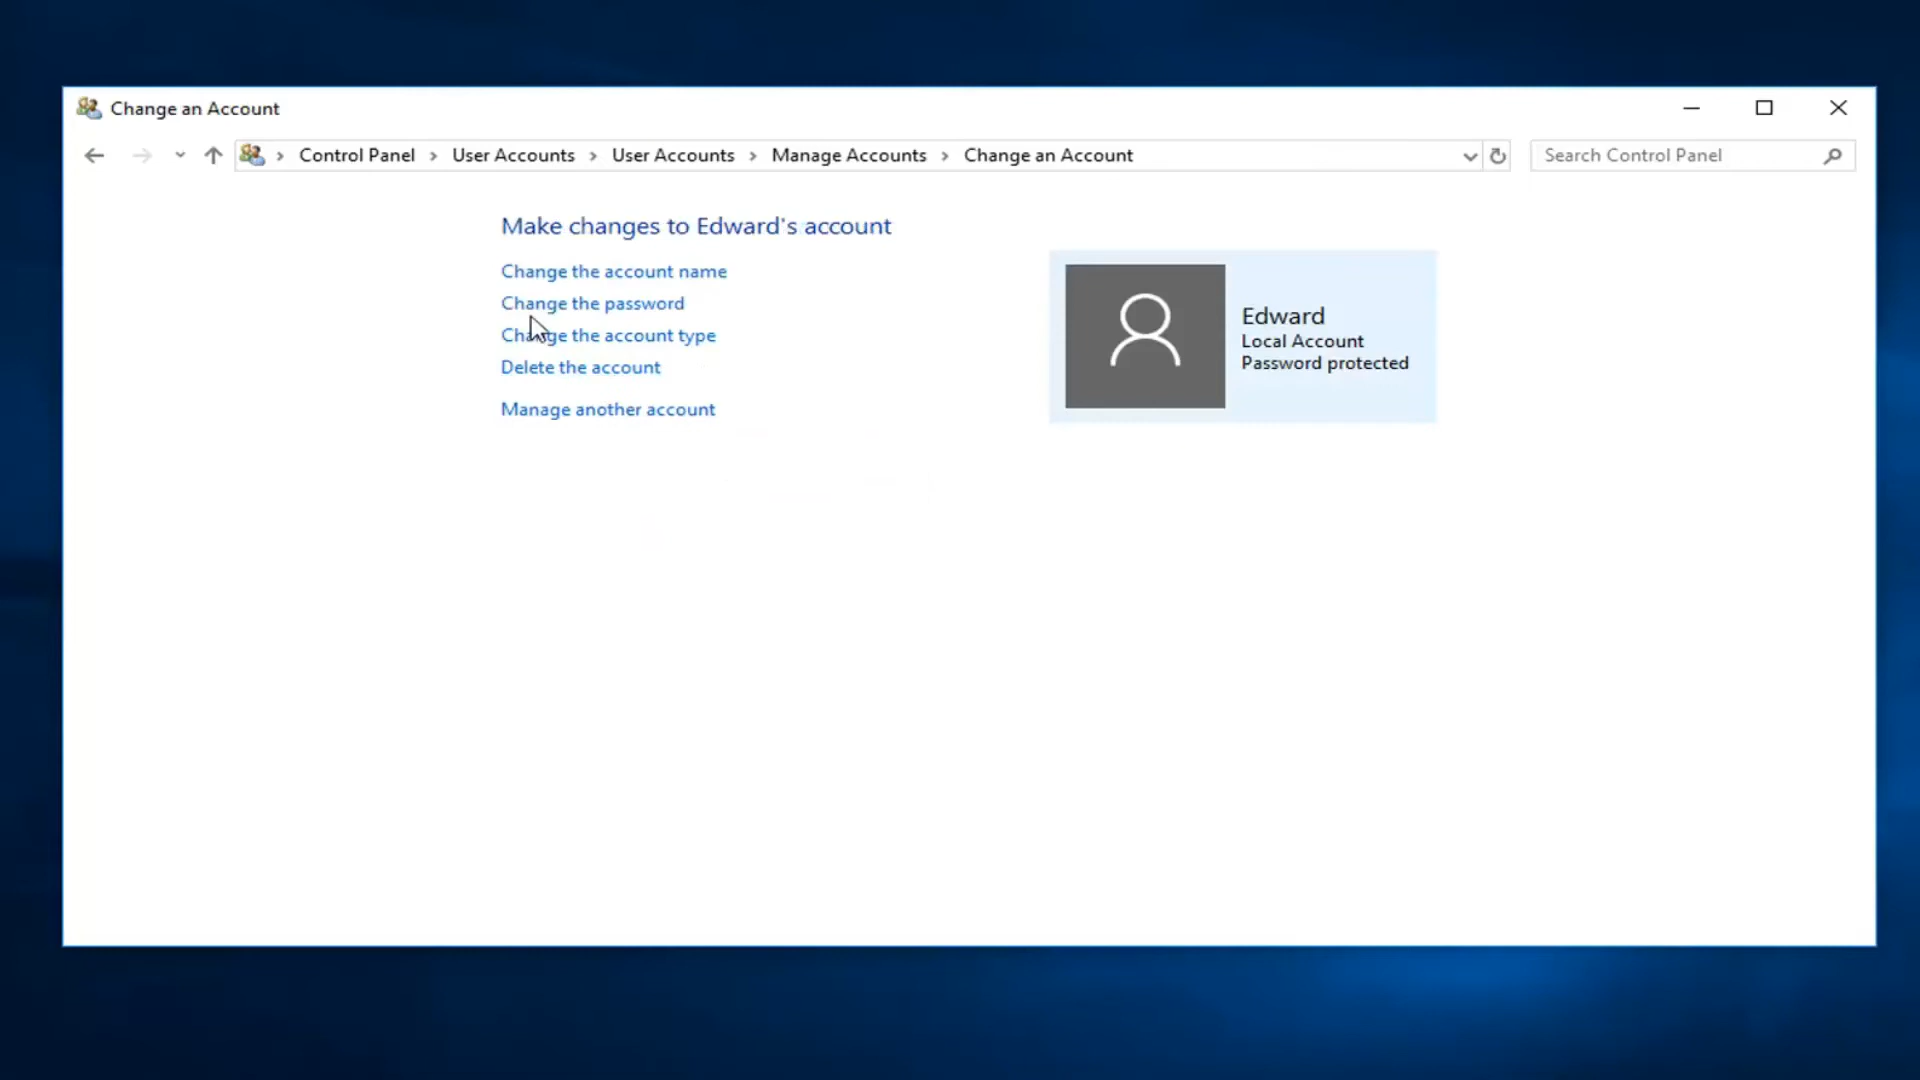 Change an Account
Control Panel > User Accounts > User Accounts > Manage Accounts > Change an Account
Search Control Panel
Make changes to Edward's account
Change the account name
Change the password
Change the account type
Delete the account
Manage another account
Edward
Local Account
Password protected